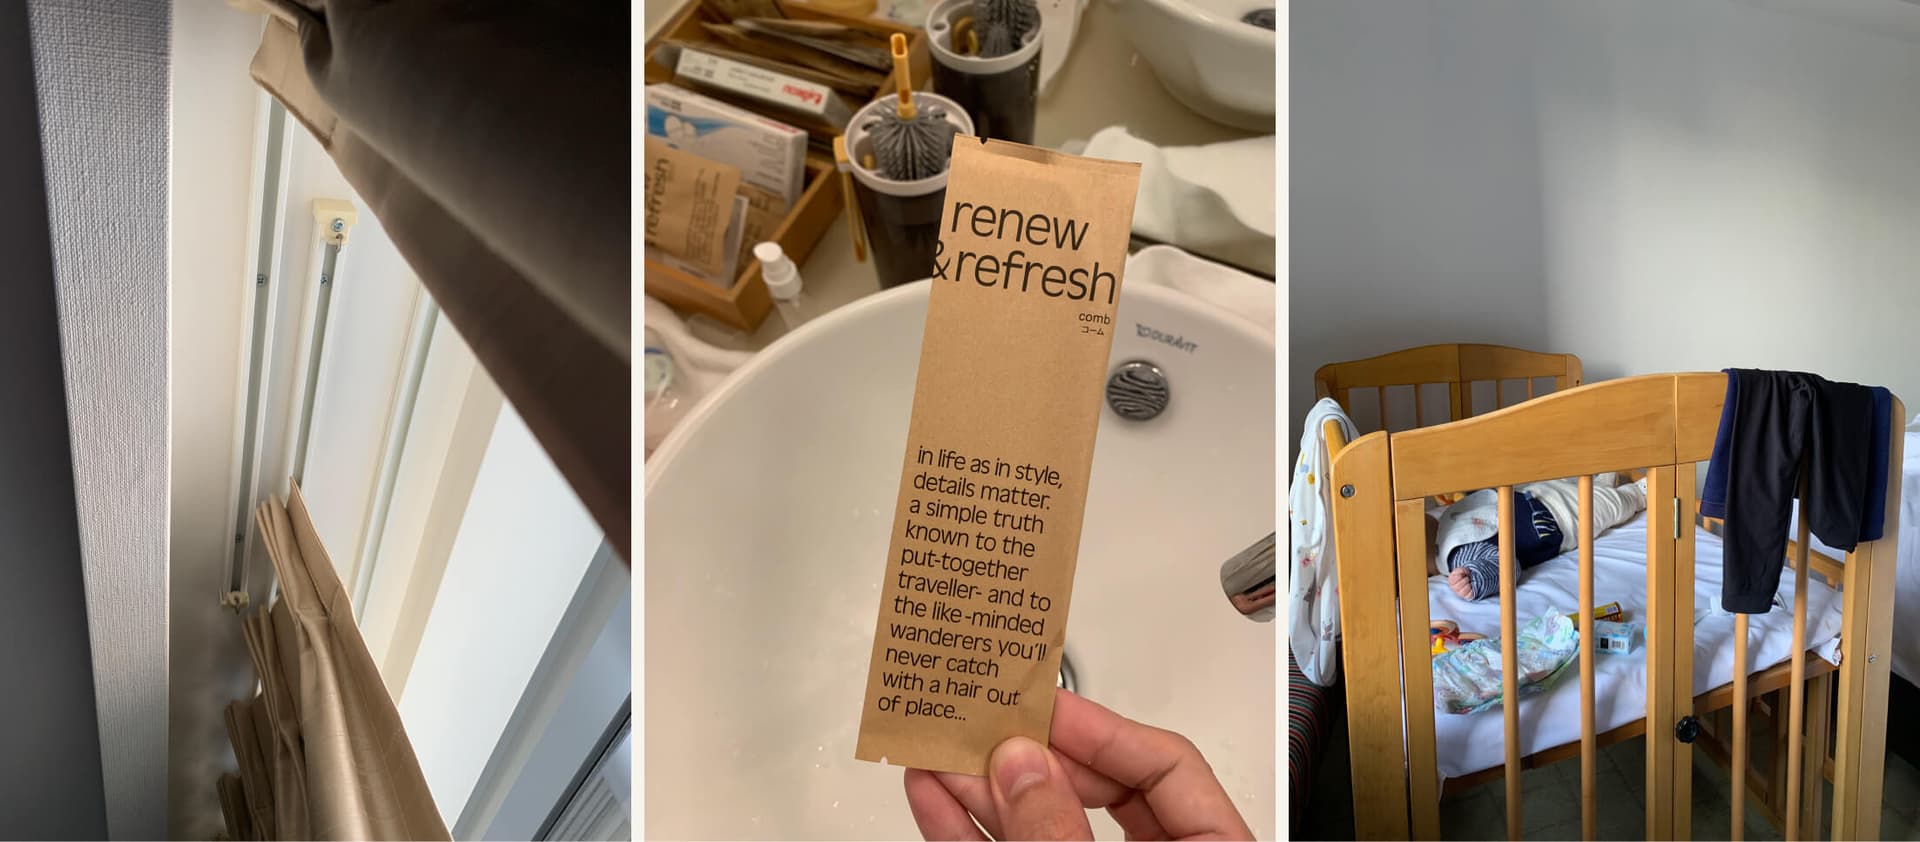 renew
&refresh
comb
コーム
in life as in style,
details matter.
a simple truth
known to the
put-together
traveller- and to
the like-minded
wanderers you'll
never catch
with a hair out
of place...
DURAVIT
refresh